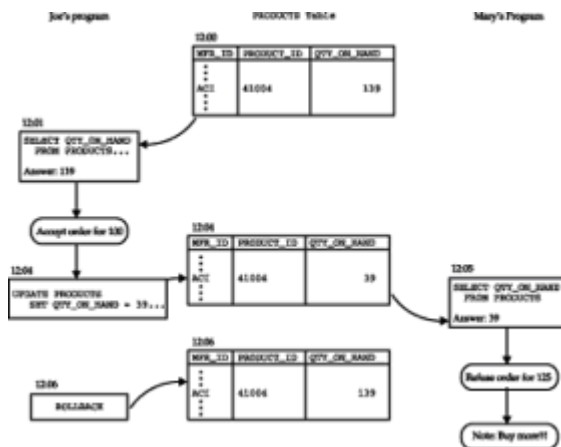 Joe's program
PRODUCTS Table
Mary's Program
12:00
MFR_ID PRODUCT_ID QTY_ON_HAND
ACI 41004 139
12:01
SELECT QTY_ON_HAND
FROM PRODUCTS...
Answer: 139
Accept order for 100
12:04
UPDATE PRODUCTS
SET QTY_ON_HAND = 39...
12:04
MFR_ID PRODUCT_ID QTY_ON_HAND
ACI 41004 39
12:05
SELECT QTY_ON_HAND
FROM PRODUCTS
Answer: 39
12:06
MFR_ID PRODUCT_ID QTY_ON_HAND
ACI 41004 139
12:06
ROLLBACK
Refuse order for 125
Note: Buy more!!!